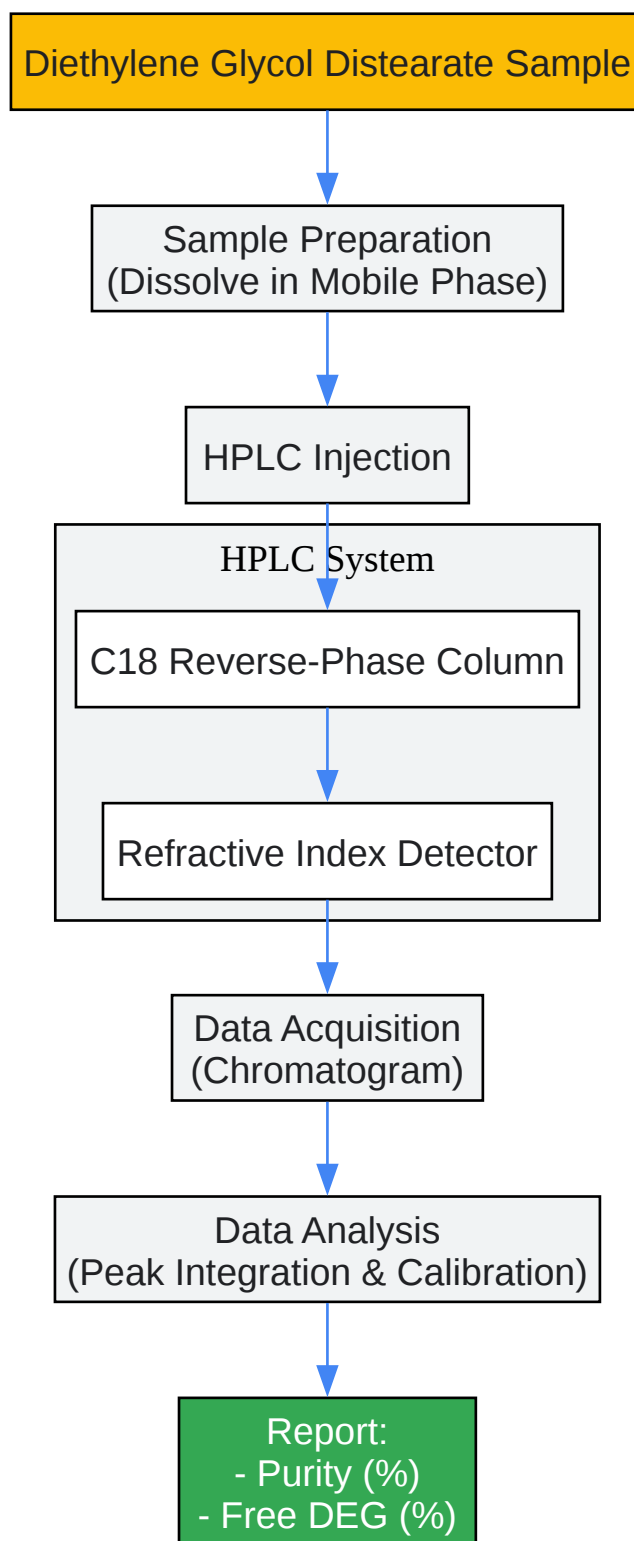 Diethylene Glycol Distearate Sample
Sample Preparation
(Dissolve in Mobile Phase)
HPLC Injection
HPLC System
C18 Reverse-Phase Column
Refractive Index Detector
Data Acquisition
(Chromatogram)
Data Analysis
(Peak Integration & Calibration)
Report:
- Purity (%)
- Free DEG (%)